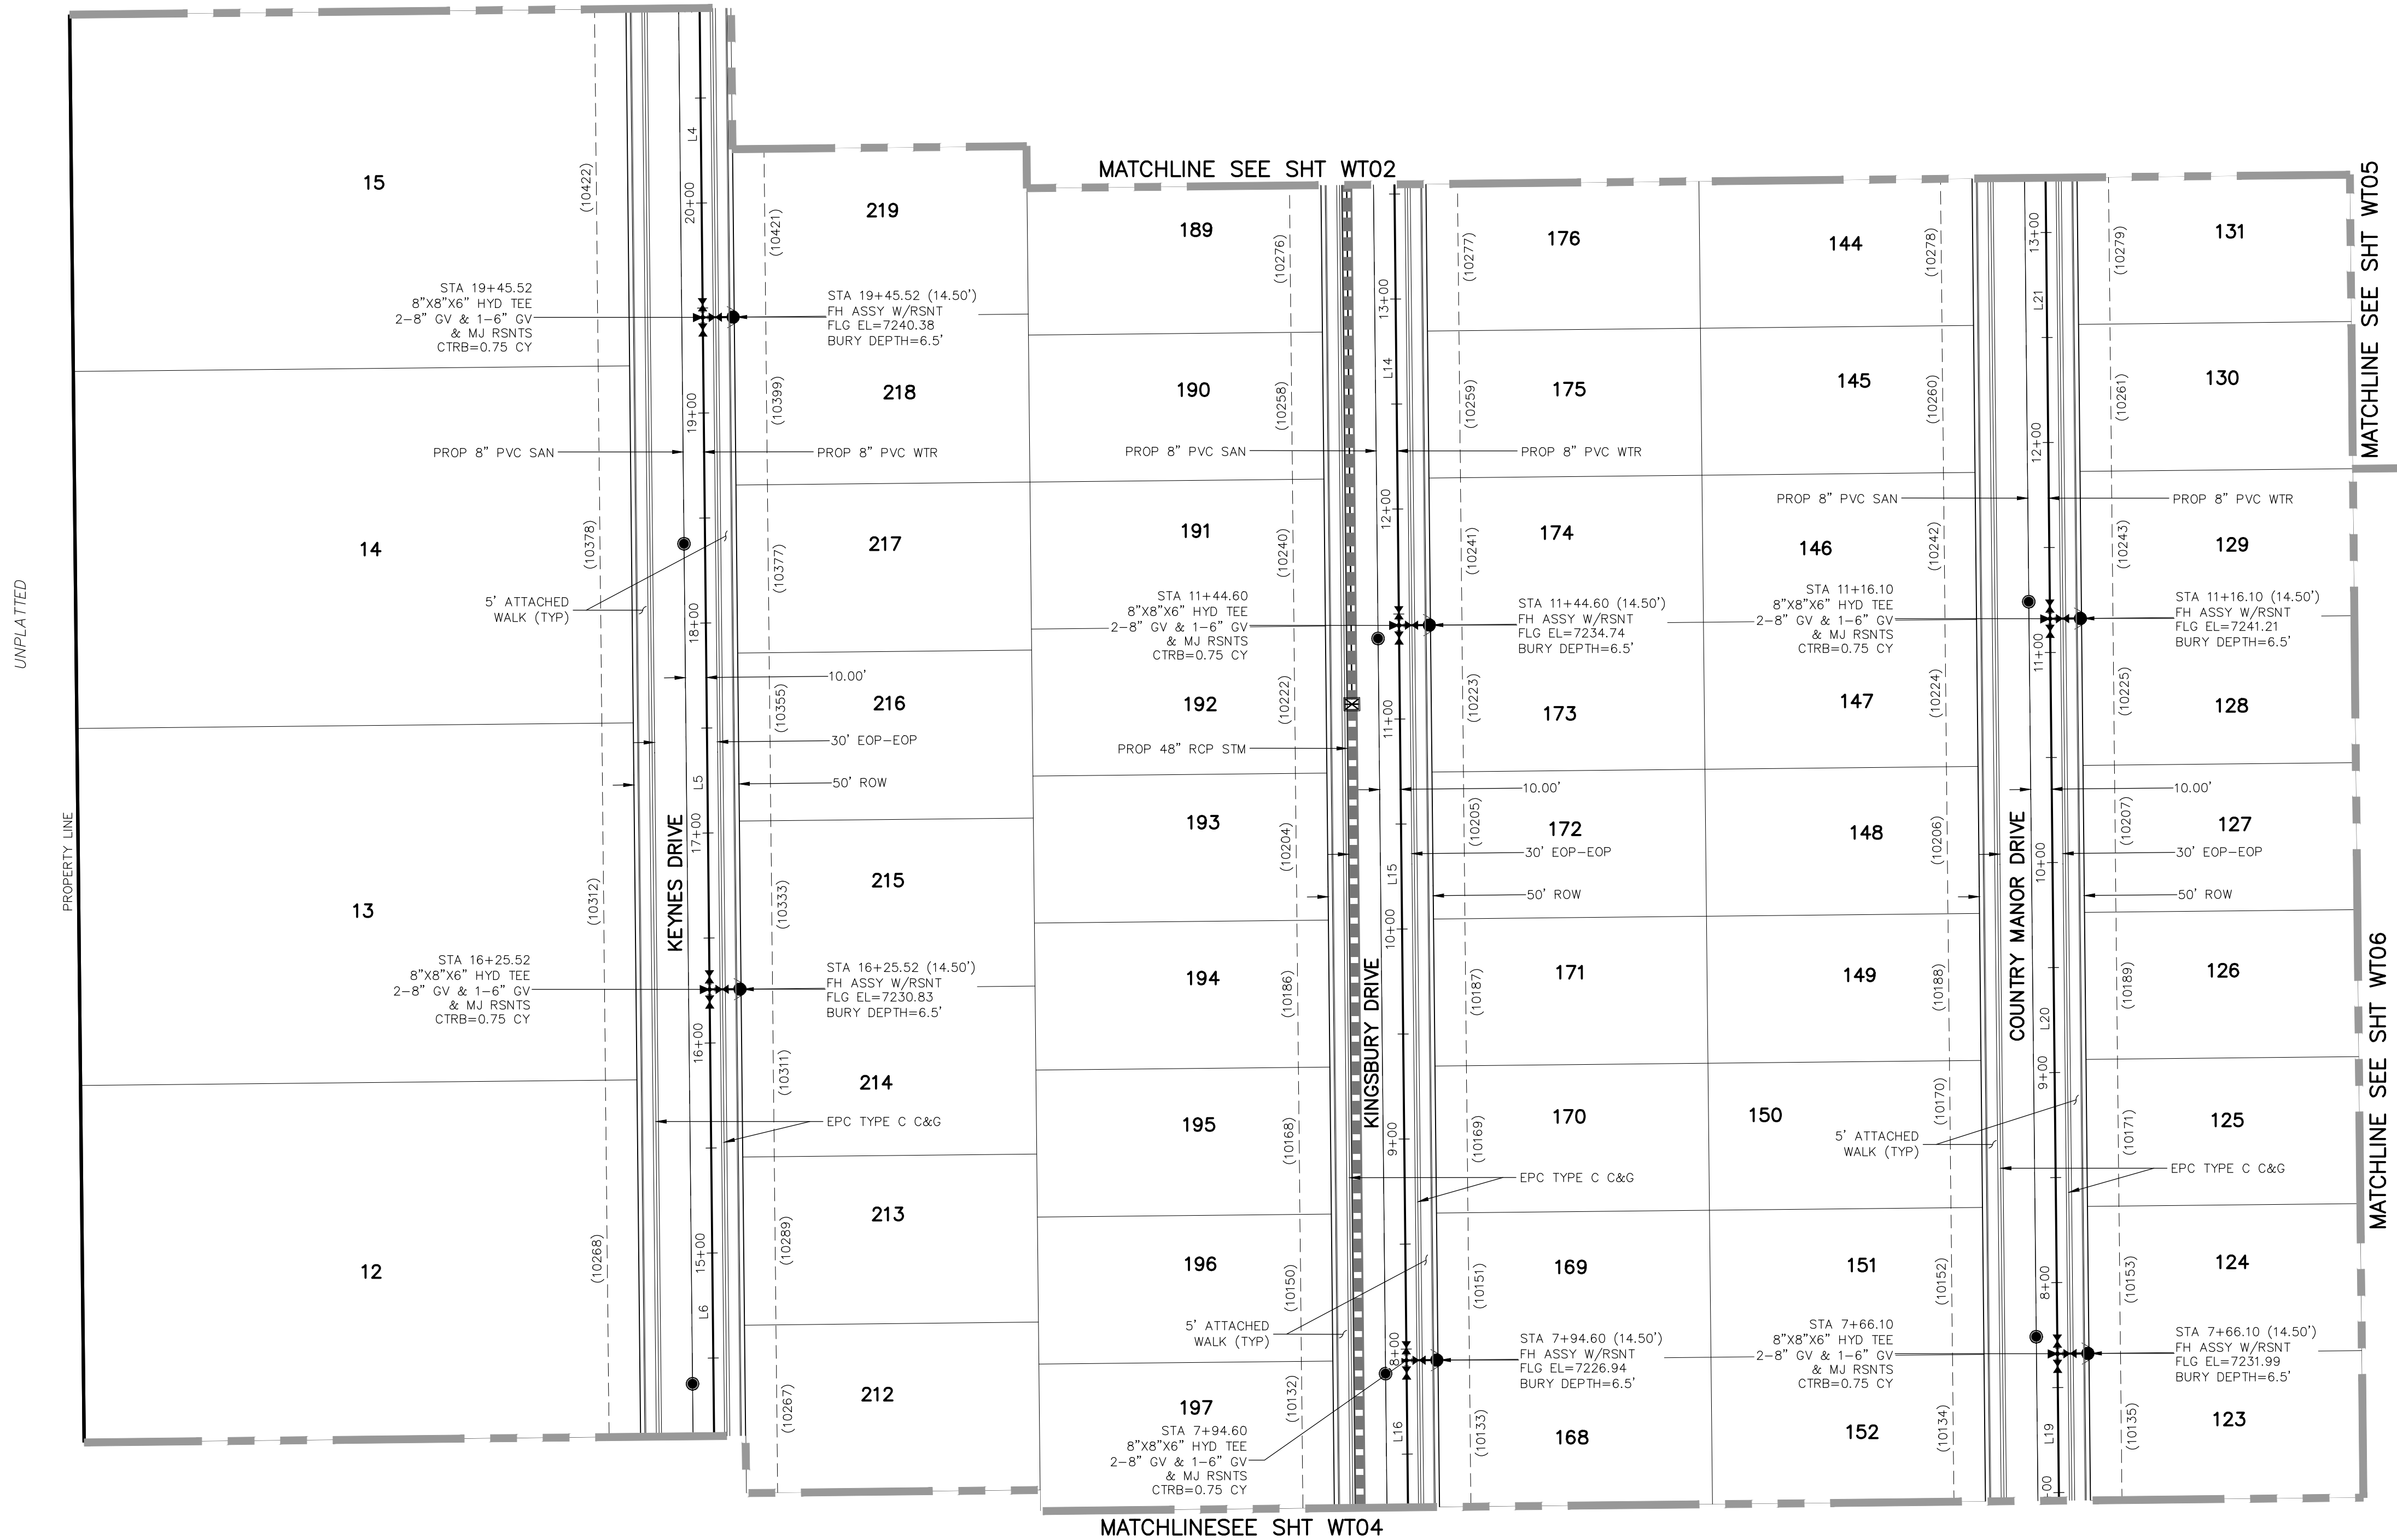 MATCHLINE SEE SHT WT02
MATCHLINE SEE SHT WT05
MATCHLINE SEE SHT WT06
MATCHLINESEE SHT WT04
UNPLATTED
PROPERTY LINE
15
14
13
12
(10422)
(10378)
(10312)
(10268)
STA 19+45.52
8"X8"X6" HYD TEE
2-8" GV & 1-6" GV
& MJ RSNTS
CTRB=0.75 CY
PROP 8" PVC SAN
5' ATTACHED
WALK (TYP)
STA 16+25.52
8"X8"X6" HYD TEE
2-8" GV & 1-6" GV
& MJ RSNTS
CTRB=0.75 CY
KEYNES DRIVE
L4
20+00
19+00
18+00
L5
17+00
16+00
15+00
L6
(10421)
(10399)
(10377)
(10355)
(10333)
(10311)
(10289)
(10267)
219
STA 19+45.52 (14.50')
FH ASSY W/RSNT
FLG EL=7240.38
BURY DEPTH=6.5'
218
PROP 8" PVC WTR
217
10.00'
216
30' EOP-EOP
50' ROW
215
STA 16+25.52 (14.50')
FH ASSY W/RSNT
FLG EL=7230.83
BURY DEPTH=6.5'
214
EPC TYPE C C&G
213
212
189
190
PROP 8" PVC SAN
191
STA 11+44.60
8"X8"X6" HYD TEE
2-8" GV & 1-6" GV
& MJ RSNTS
CTRB=0.75 CY
192
PROP 48" RCP STM
193
194
195
196
5' ATTACHED
WALK (TYP)
197
STA 7+94.60
8"X8"X6" HYD TEE
2-8" GV & 1-6" GV
& MJ RSNTS
CTRB=0.75 CY
(10276)
(10258)
(10240)
(10222)
(10204)
(10186)
(10168)
(10150)
(10132)
KINGSBURY DRIVE
13+00
L14
12+00
11+00
L15
10+00
9+00
8+00
L16
(10277)
(10259)
(10241)
(10223)
(10205)
(10187)
(10169)
(10151)
(10133)
176
175
PROP 8" PVC WTR
174
STA 11+44.60 (14.50')
FH ASSY W/RSNT
FLG EL=7234.74
BURY DEPTH=6.5'
173
10.00'
172
30' EOP-EOP
50' ROW
171
170
EPC TYPE C C&G
169
STA 7+94.60 (14.50')
FH ASSY W/RSNT
FLG EL=7226.94
BURY DEPTH=6.5'
168
144
145
PROP 8" PVC SAN
146
STA 11+16.10
8"X8"X6" HYD TEE
2-8" GV & 1-6" GV
& MJ RSNTS
CTRB=0.75 CY
147
148
149
150
5' ATTACHED
WALK (TYP)
151
STA 7+66.10
8"X8"X6" HYD TEE
2-8" GV & 1-6" GV
& MJ RSNTS
CTRB=0.75 CY
152
(10278)
(10260)
(10242)
(10224)
(10206)
(10188)
(10170)
(10152)
(10134)
COUNTRY MANOR DRIVE
13+00
L21
12+00
11+00
10+00
L20
9+00
8+00
L19
00
(10279)
(10261)
(10243)
(10225)
(10207)
(10189)
(10171)
(10153)
(10135)
131
130
PROP 8" PVC WTR
129
STA 11+16.10 (14.50')
FH ASSY W/RSNT
FLG EL=7241.21
BURY DEPTH=6.5'
128
10.00'
127
30' EOP-EOP
50' ROW
126
125
EPC TYPE C C&G
124
STA 7+66.10 (14.50')
FH ASSY W/RSNT
FLG EL=7231.99
BURY DEPTH=6.5'
123